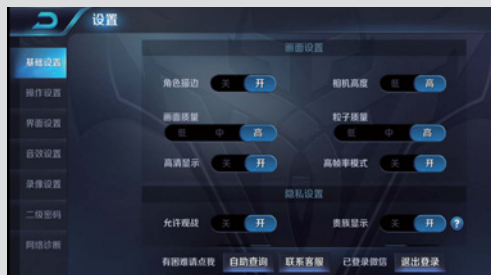 设置
基础设置
操作设置
界面设置
音效设置
录像设置
二级密码
网络诊断
画面设置
角色描边 关 开 相机高度 低 高
画面质量 粒子质量
低 中 高 低 中 高
高清显示 关 开 高帧率模式 关 开
隐私设置
允许观战 关 开 贵族显示 关 开 ?
有困难请点我 自助查询 联系客服 已登录微信 退出登录